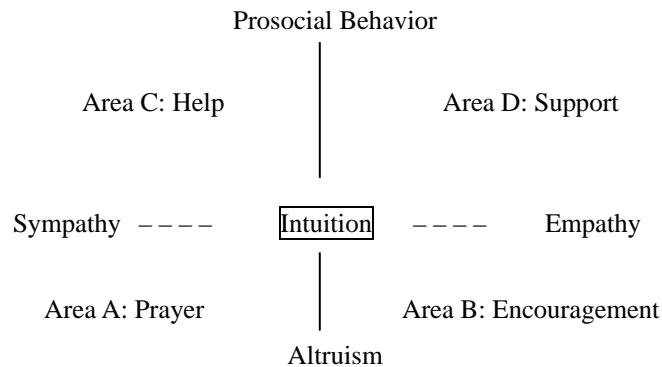 Prosocial Behavior
Area C: Help Area D: Support
Sympathy Intuition Empathy
Area A: Prayer Area B: Encouragement
Altruism